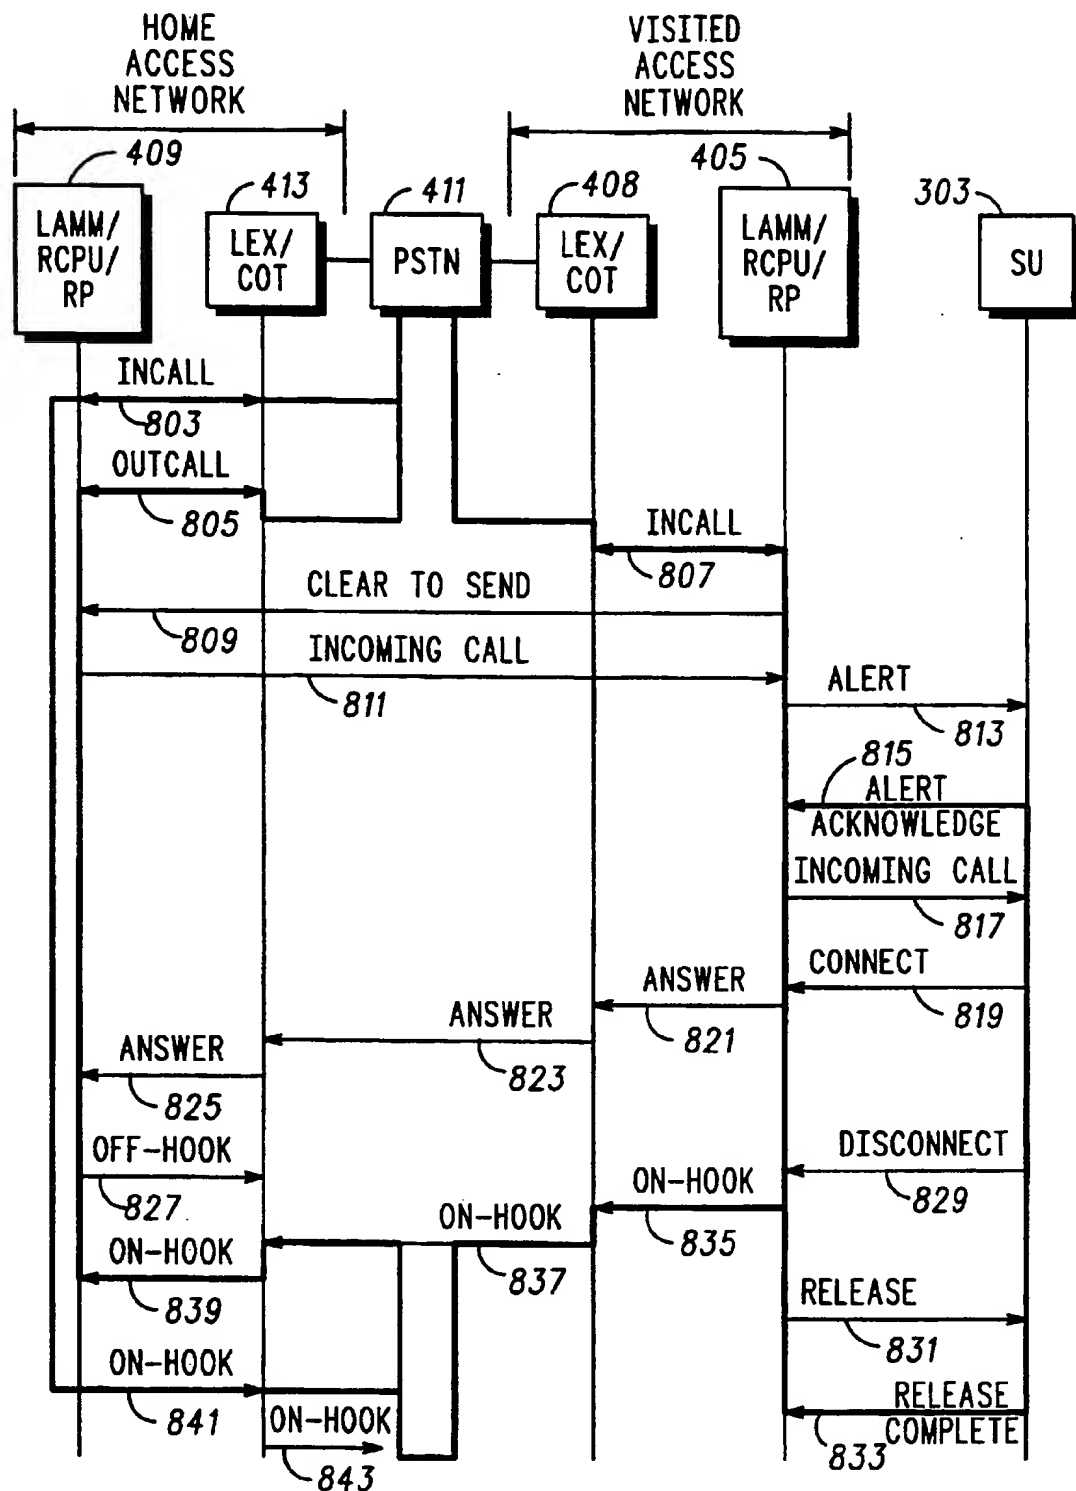 HOME
ACCESS
NETWORK
VISITED
ACCESS
NETWORK
409
413
411
408
405
303
LAMM/
RCPU/
RP
LEX/
COT
PSTN
LEX/
COT
LAMM/
RCPU/
RP
SU
INCALL
803
OUTCALL
805
INCALL
807
CLEAR TO SEND
809
INCOMING CALL
811
ALERT
813
815
ALERT
ACKNOWLEDGE
INCOMING CALL
817
CONNECT
819
ANSWER
821
ANSWER
823
ANSWER
825
OFF-HOOK
827
DISCONNECT
829
ON-HOOK
835
ON-HOOK
837
ON-HOOK
839
RELEASE
831
ON-HOOK
841
RELEASE
COMPLETE
833
ON-HOOK
843